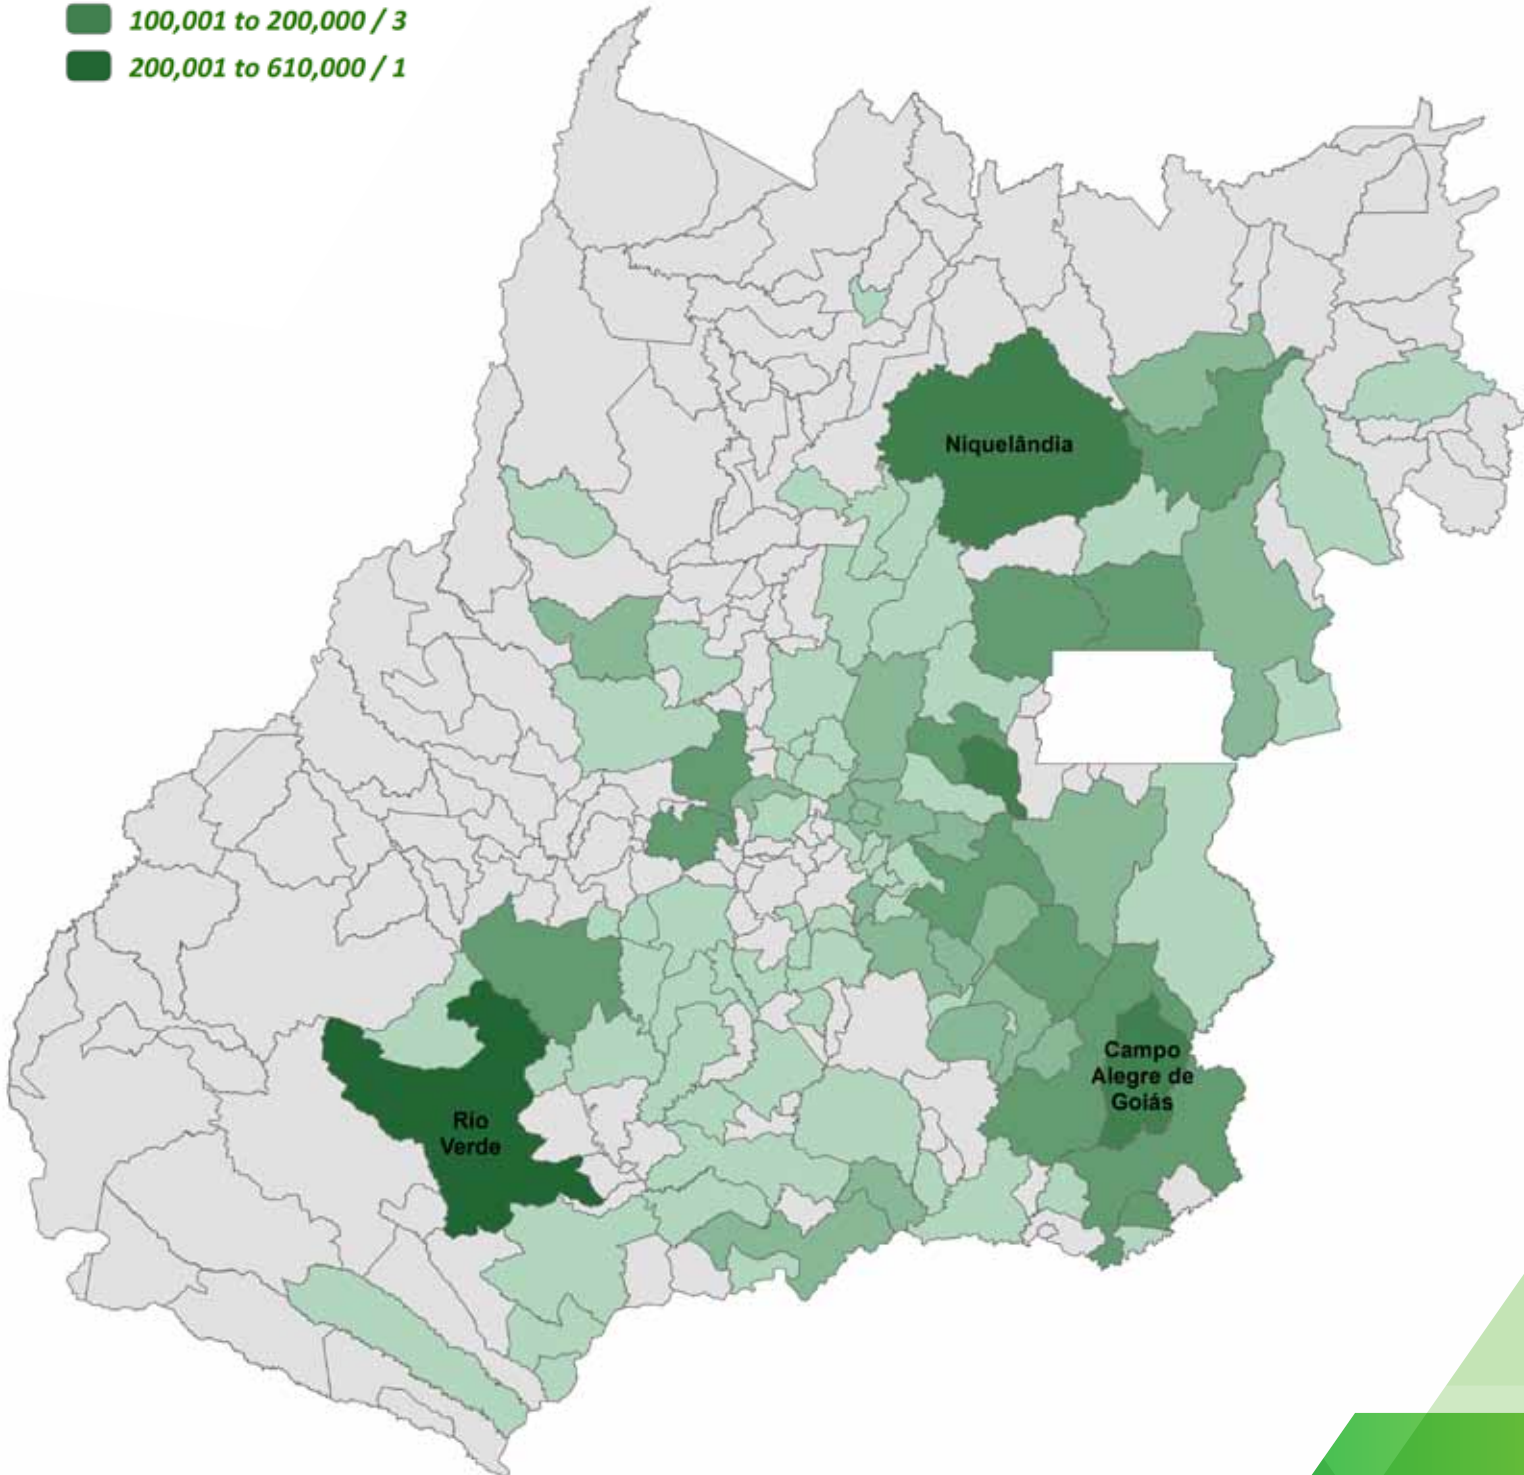 100,001 to 200,000 / 3
200,001 to 610,000 / 1
Niquelândia
Campo
Alegre de
Goiás
Rio
Verde